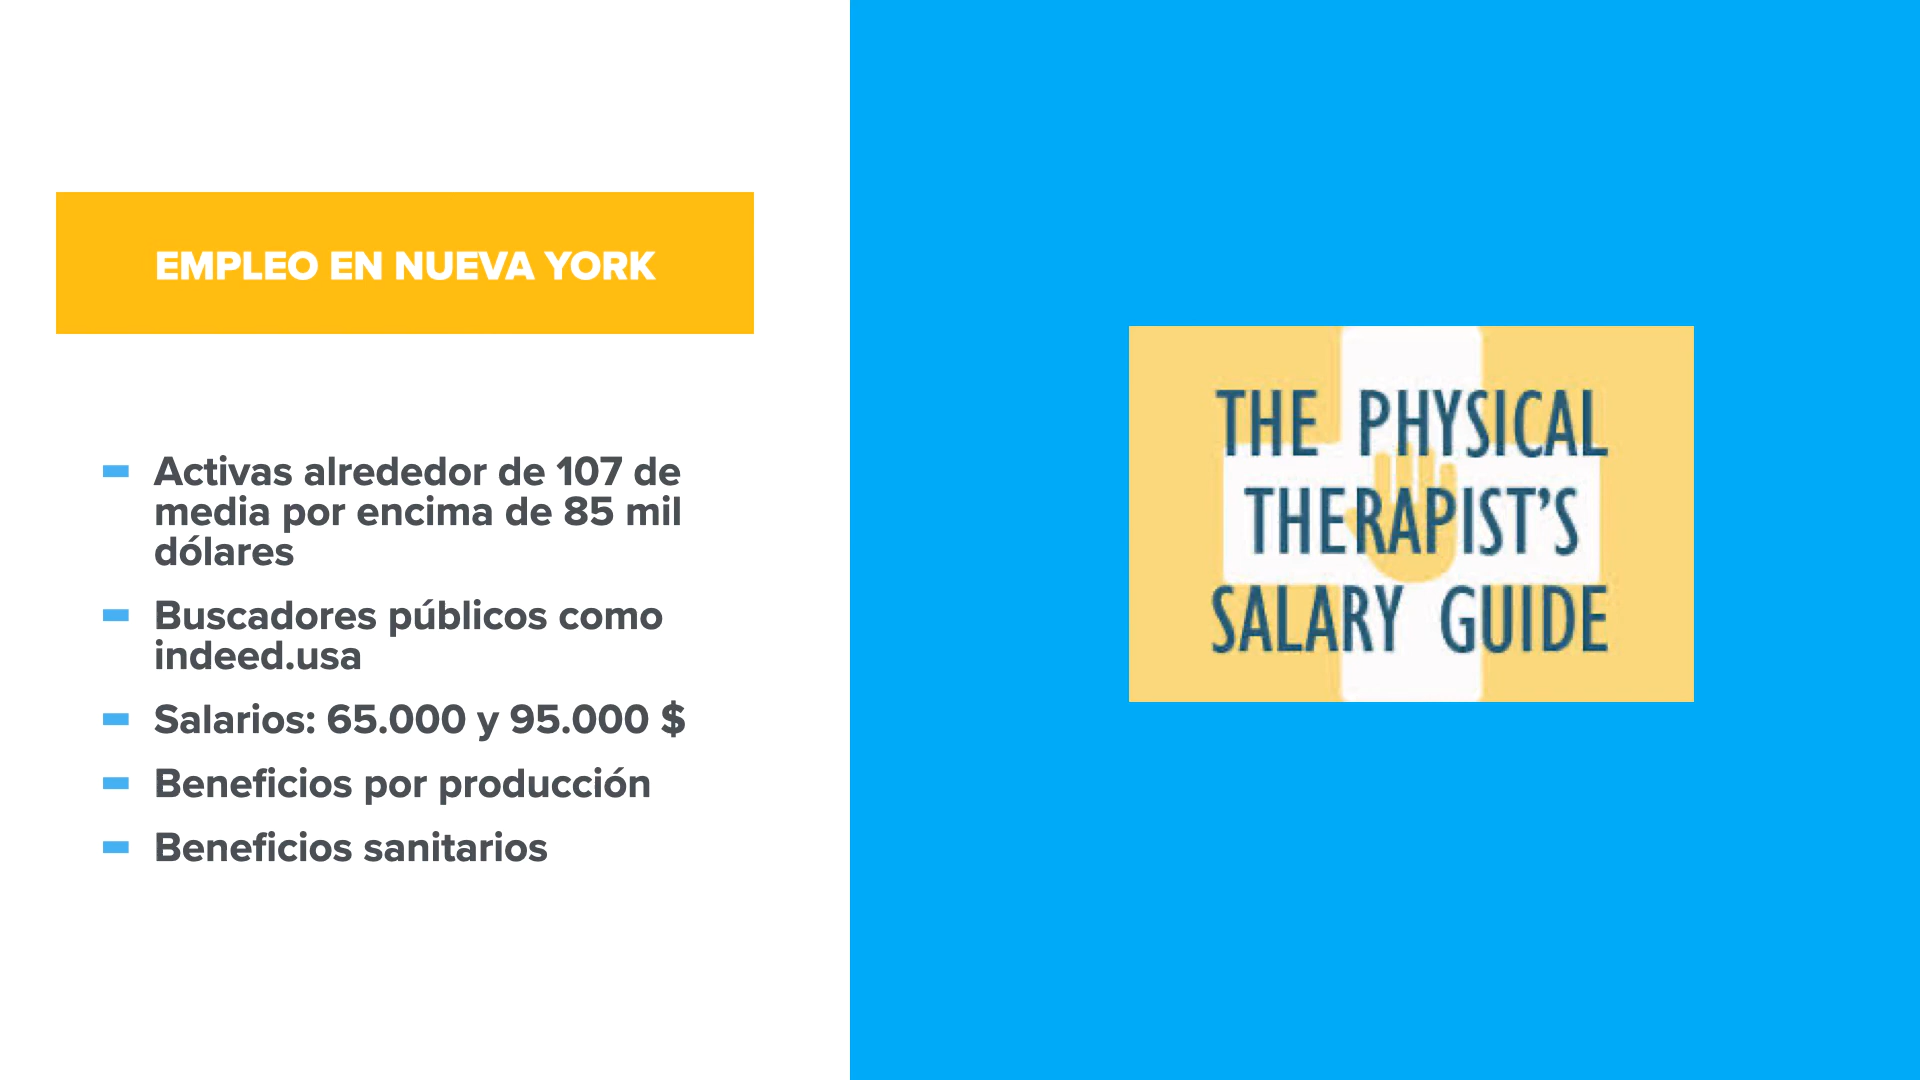 EMPLEO EN NUEVA YORK
Activas alrededor de 107 de
media por encima de 85 mil
dólares
Buscadores públicos como
indeed.usa
Salarios: 65.000 y 95.000 $
Beneficios por producción
Beneficios sanitarios
THE PHYSICAL
THERAPIST'S
SALARY GUIDE